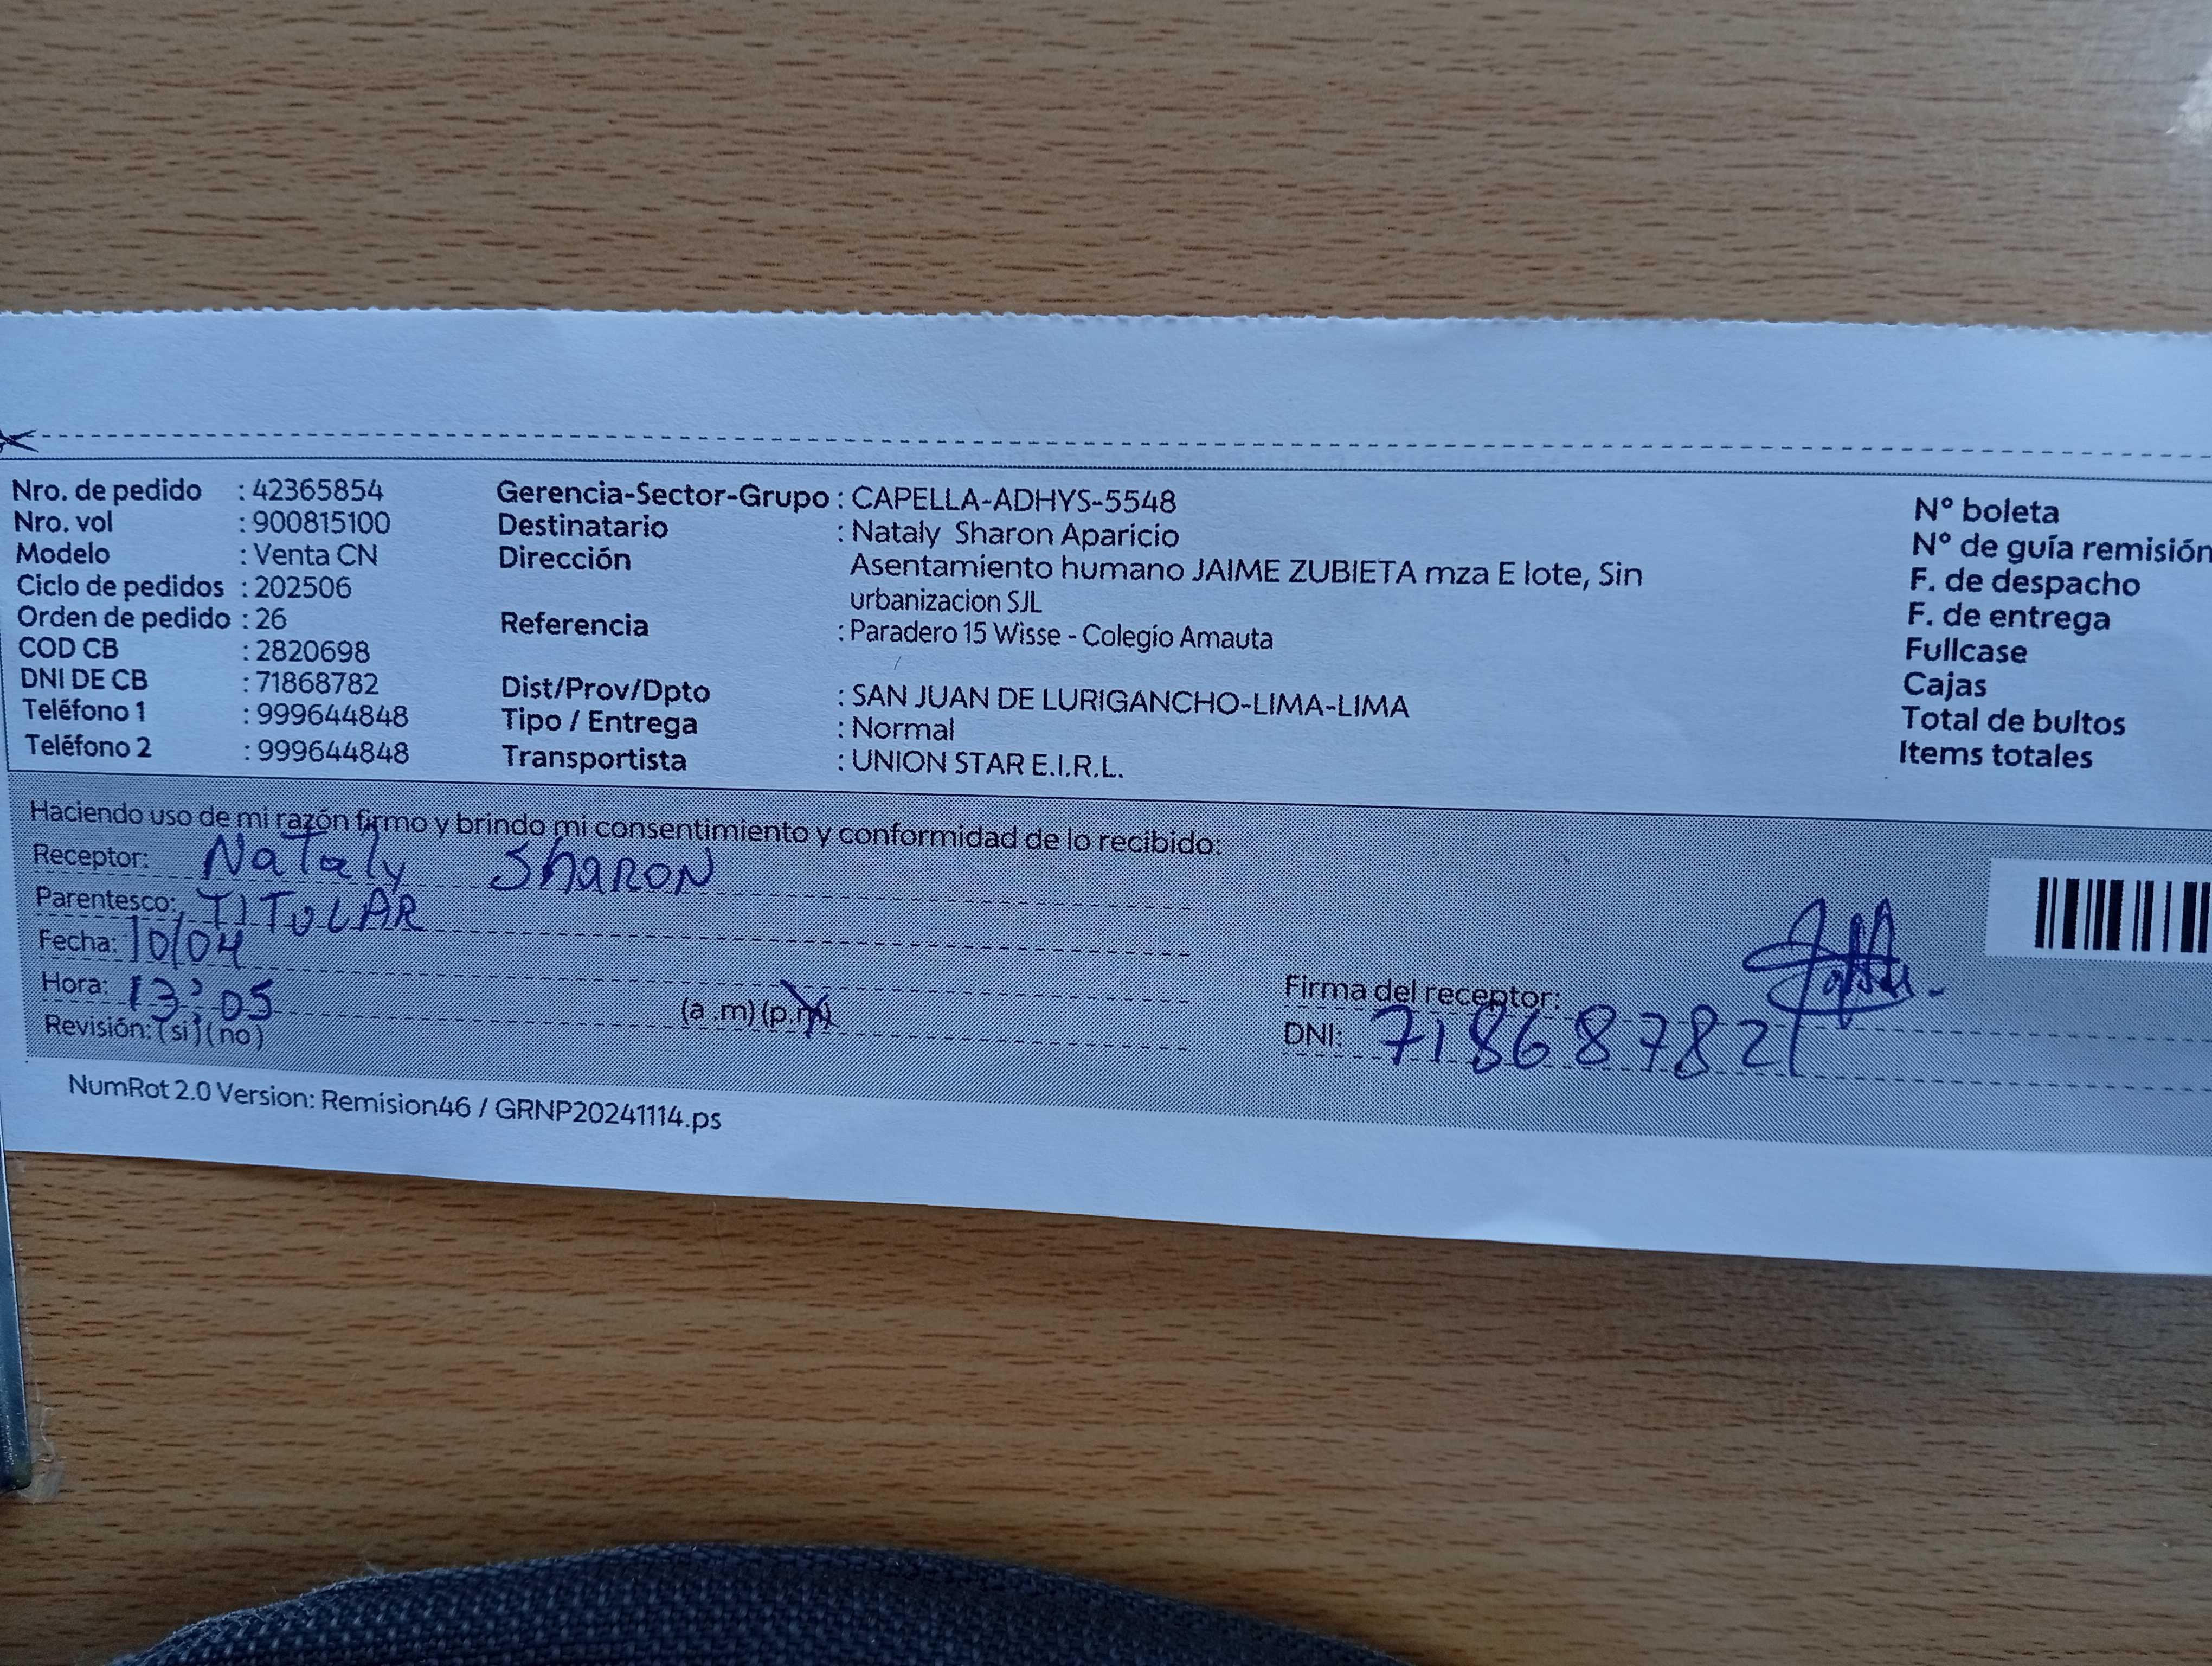 Nro. de pedido : 42365854 Gerencia-Sector-Grupo : CAPELLA-ADHYS-5548 N° boleta
Nro. vol : 900815100 Destinatario : Nataly Sharon Aparicio N° de guía remisión
Modelo : Venta CN Dirección Asentamiento humano JAIME ZUBIETA mza E lote, Sin F. de despacho
Ciclo de pedidos : 202506 urbanizacion SJL F. de entrega
Orden de pedido : 26 Referencia : Paradero 15 Wisse - Colegio Amauta Fullcase
COD CB : 2820698 Cajas
DNI DE CB : 71868782 Dist/Prov/Dpto : SAN JUAN DE LURIGANCHO-LIMA-LIMA Total de bultos
Teléfono 1 : 999644848 Tipo / Entrega : Normal Items totales
Teléfono 2 : 999644848 Transportista : UNION STAR E.I.R.L.
Haciendo uso de mi razón firmo y brindo mi consentimiento y conformidad de lo recibido:
Receptor: Nataly Sharon
Parentesco: TITULAR
Fecha: 10/04
Hora: 13:05 (a .m) (p.m) Firma del receptor:
Revisión: (si) (no) DNI: 71868782
NumRot 2.0 Version: Remision46 / GRNP20241114.ps